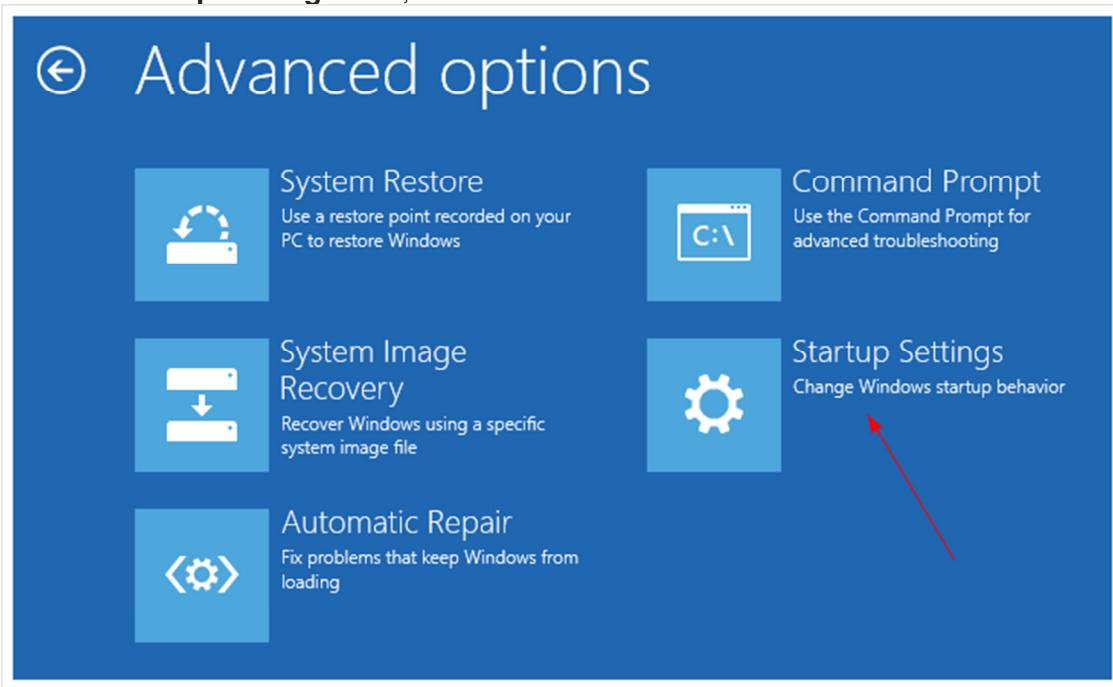 Advanced options
System Restore
Use a restore point recorded on your
PC to restore Windows
Command Prompt
Use the Command Prompt for
advanced troubleshooting
C:\
System Image
Recovery
Recover Windows using a specific
system image file
Startup Settings
Change Windows startup behavior
Automatic Repair
Fix problems that keep Windows from
loading